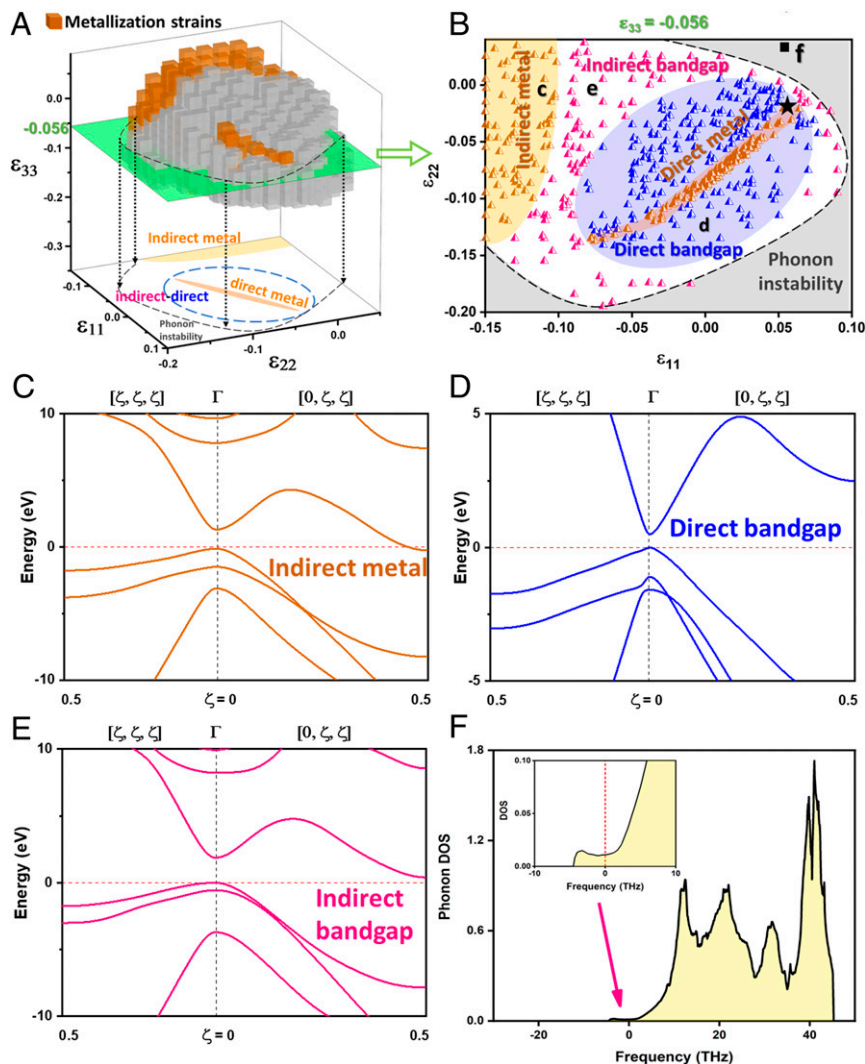 A
Metallization strains
0.0
-0.056
-0.1
ε33
-0.2
-0.3
Indirect metal
indirect-direct
direct metal
Phonon
instability
-0.1
0.0
0.1
-0.2
-0.1
0.0
ε11
ε22
B
ε33 = -0.056
f
Indirect bandgap
Indirect metal
c
e
Direct metal
d
Direct bandgap
Phonon
instability
0.00
-0.05
-0.10
-0.15
-0.20
ε22
-0.15
-0.10
-0.05
0.00
0.05
0.10
ε11
C
[ζ, ζ, ζ]
Γ
[0, ζ, ζ]
10
0
-10
Energy (eV)
Indirect metal
0.5
ζ = 0
0.5
D
[ζ, ζ, ζ]
Γ
[0, ζ, ζ]
5
0
-5
Energy (eV)
Direct bandgap
0.5
ζ = 0
0.5
E
[ζ, ζ, ζ]
Γ
[0, ζ, ζ]
10
0
-10
Energy (eV)
Indirect
bandgap
0.5
ζ = 0
0.5
F
1.8
1.2
0.6
0.0
Phonon DOS
0.10
0.05
0.00
DOS
-10
0
10
Frequency (THz)
-20
0
20
40
Frequency (THz)